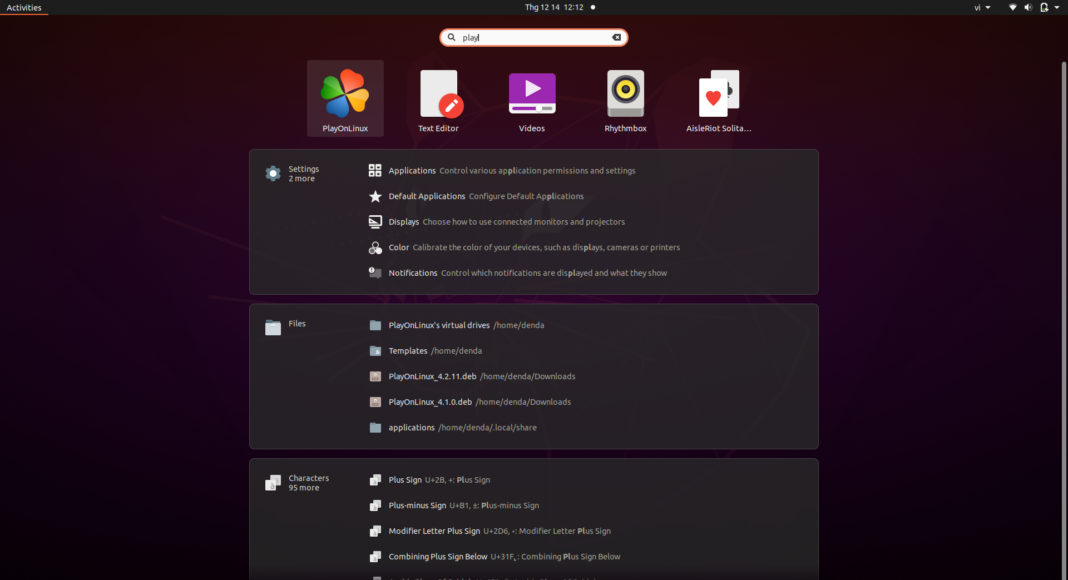 Activities
Thg 12 14 12:12
vi
play
PlayOnLinux
Text Editor
Videos
Rhythmbox
AisleRiot Solita...
Settings
2 more
Applications Control various application permissions and settings
Default Applications Configure Default Applications
Displays Choose how to use connected monitors and projectors
Color Calibrate the color of your devices, such as displays, cameras or printers
Notifications Control which notifications are displayed and what they show
Files
PlayOnLinux's virtual drives /home/denda
Templates /home/denda
PlayOnLinux_4.2.11.deb /home/denda/Downloads
PlayOnLinux_4.1.0.deb /home/denda/Downloads
applications /home/denda/.local/share
Characters
95 more
Plus Sign U+2B, +: Plus Sign
Plus-minus Sign U+B1, ±: Plus-minus Sign
Modifier Letter Plus Sign U+2D6, ˖: Modifier Letter Plus Sign
Combining Plus Sign Below U+31F, ̟: Combining Plus Sign Below